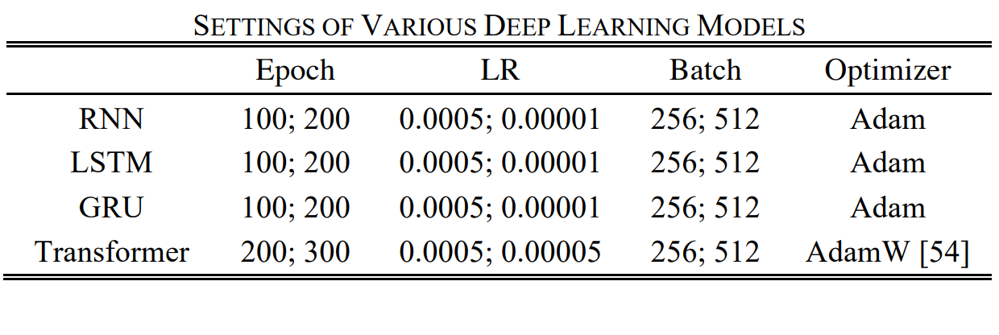 SETTINGS OF VARIOUS DEEP LEARNING MODELS
Epoch LR Batch Optimizer
RNN 100; 200 0.0005; 0.00001 256; 512 Adam
LSTM 100; 200 0.0005; 0.00001 256; 512 Adam
GRU 100; 200 0.0005; 0.00001 256; 512 Adam
Transformer 200; 300 0.0005; 0.00005 256; 512 AdamW [54]